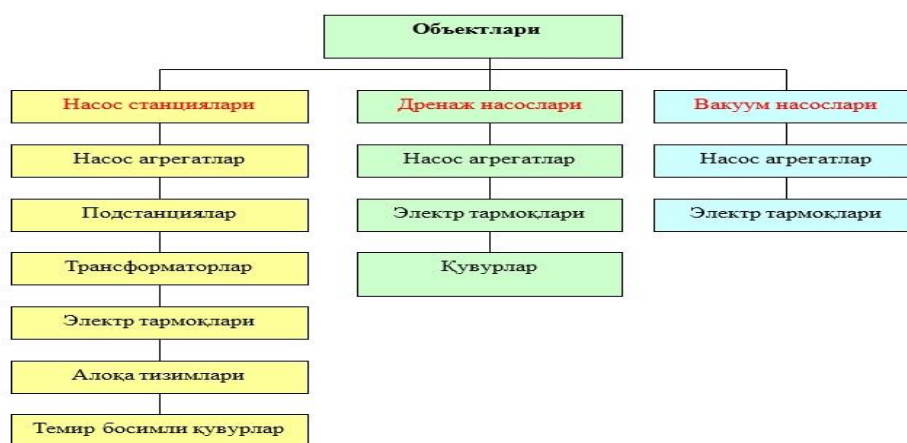 Объектлари
Насос станциялари
Насос агрегатлар
Подстанциялар
Трансформаторлар
Электр тармоқлари
Алоқа тизимлари
Темир босимли қувурлар
Дренаж насослари
Насос агрегатлар
Электр тармоқлари
Қувурлар
Вакуум насослари
Насос агрегатлар
Электр тармоқлари